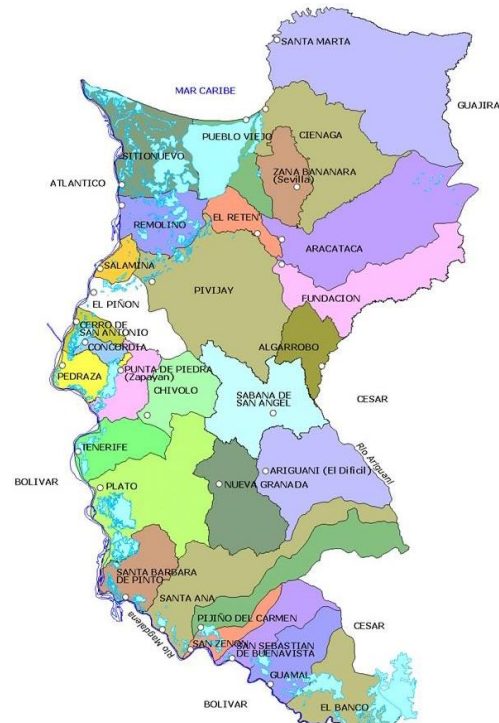 SANTA MARTA
MAR CARIBE
GUAJIRA
PUEBLO VIEJO
CIENAGA
SITIONUEVO
ZANA BANANARA
(Sevilla)
ATLANTICO
EL RETEN
REMOLINO
ARACATACA
SALAMINA
PIVIJAY
EL PIÑON
FUNDACION
CERRO DE
SAN ANTONIO
CONCORDIA
ALGARROBO
PUNTA DE PIEDRA
(Zapayan)
PEDRAZA
CHIVOLO
SABANA DE
SAN ANGEL
CESAR
TENERIFE
Río Ariguaní
ARIGUANI (El Dificil)
BOLIVAR
PLATO
NUEVA GRANADA
SANTA BARBARA
DE PINTO
SANTA ANA
Río Magdalena
PIJIÑO DEL CARMEN
CESAR
SAN ZENON
SAN SEBASTIAN
DE BUENAVISTA
GUAMAL
BOLIVAR
EL BANCO